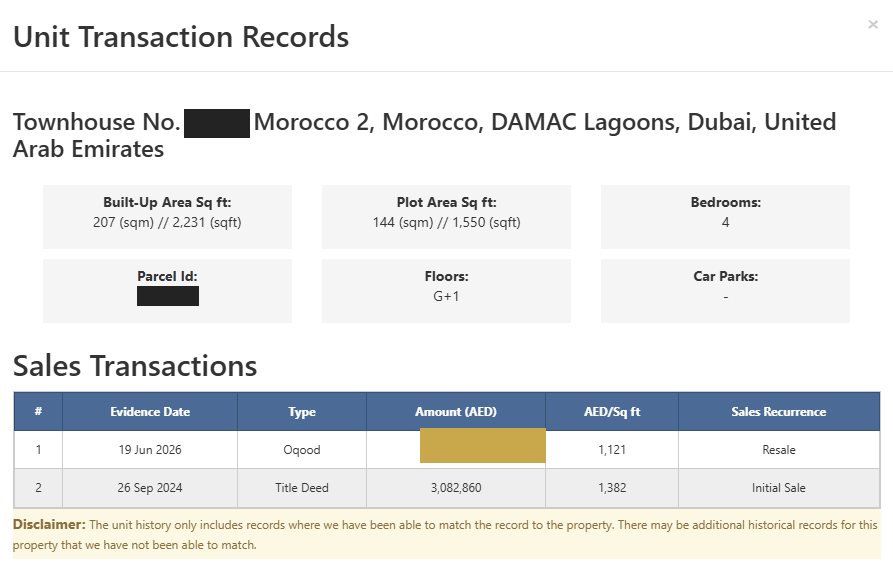 Unit Transaction Records
×
Townhouse No. Morocco 2, Morocco, DAMAC Lagoons, Dubai, United
Arab Emirates
Built-Up Area Sq ft:
207 (sqm) // 2,231 (sqft)
Plot Area Sq ft:
144 (sqm) // 1,550 (sqft)
Bedrooms:
4
Parcel Id:
Floors:
G+1
Car Parks:
-
Sales Transactions
# Evidence Date Type Amount (AED) AED/Sq ft Sales Recurrence
1 19 Jun 2026 Oqood 1,121 Resale
2 26 Sep 2024 Title Deed 3,082,860 1,382 Initial Sale
Disclaimer: The unit history only includes records where we have been able to match the record to the property. There may be additional historical records for this
property that we have not been able to match.